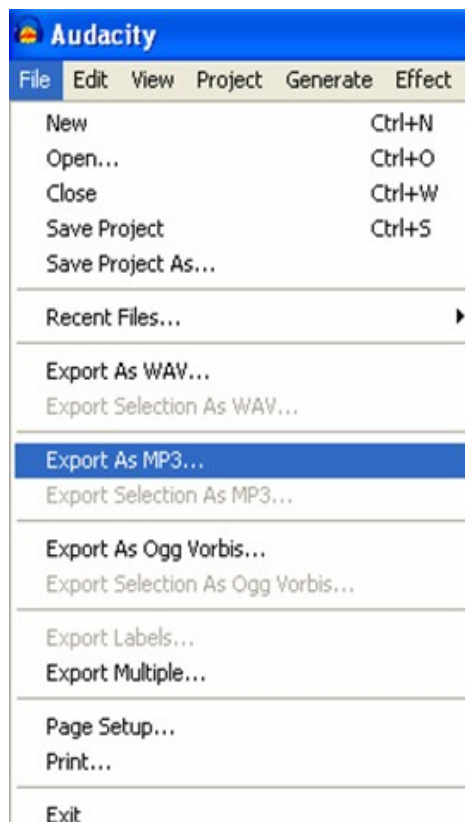 Audacity
File Edit View Project Generate Effect
New Ctrl+N
Open... Ctrl+O
Close Ctrl+W
Save Project Ctrl+S
Save Project As...
Recent Files...
Export As WAV...
Export Selection As WAV...
Export As MP3...
Export Selection As MP3...
Export As Ogg Vorbis...
Export Selection As Ogg Vorbis...
Export Labels...
Export Multiple...
Page Setup...
Print...
Exit